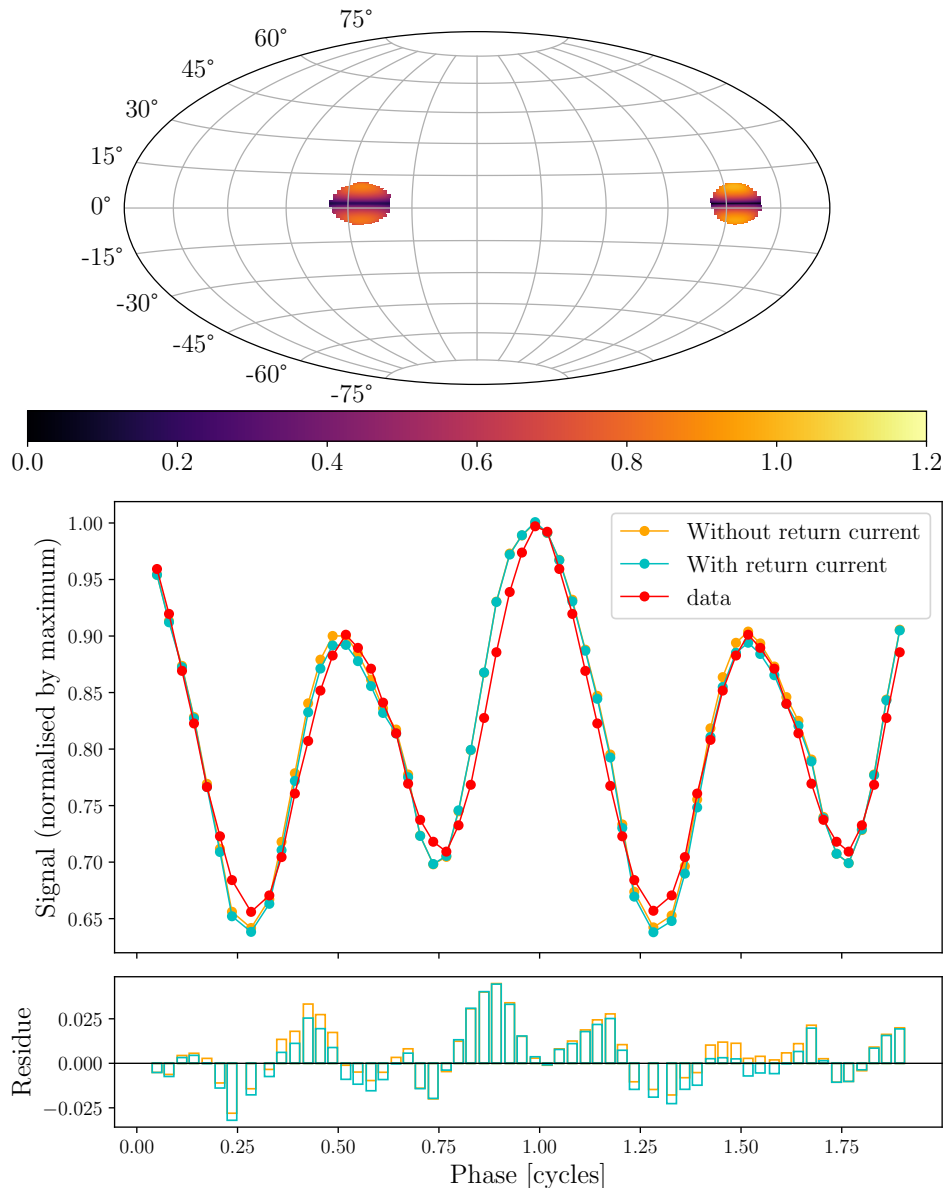 75°
60°
45°
30°
15°
0°
-15°
-30°
-45°
-60°
-75°
0.0 0.2 0.4 0.6 0.8 1.0 1.2
Signal (normalised by maximum)
1.00
0.95
0.90
0.85
0.80
0.75
0.70
0.65
Without return current
With return current
data
Residue
0.025
0.000
−0.025
0.00 0.25 0.50 0.75 1.00 1.25 1.50 1.75
Phase [cycles]